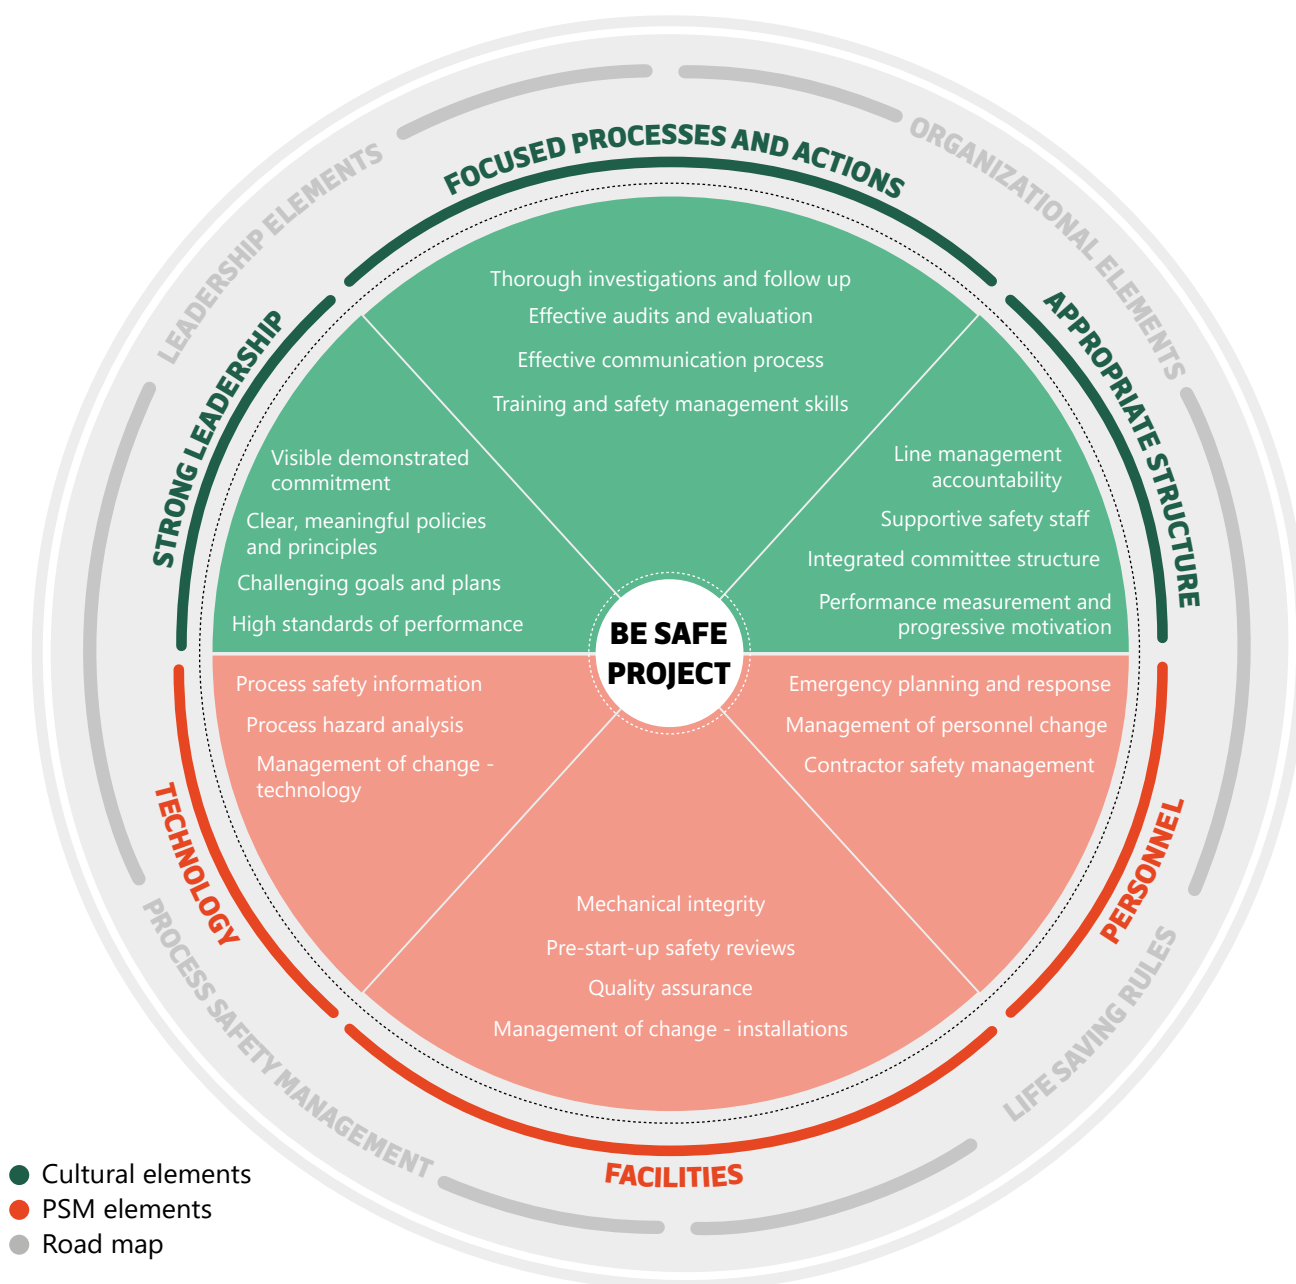 LEADERSHIP ELEMENTS
ORGANIZATIONAL ELEMENTS
FOCUSED PROCESSES AND ACTIONS
Thorough investigations and follow up
Effective audits and evaluation
Effective communication process
Training and safety management skills
STRONG LEADERSHIP
Visible demonstrated
commitment
Clear, meaningful policies
and principles
Challenging goals and plans
High standards of performance
APPROPRIATE STRUCTURE
Line management
accountability
Supportive safety staff
Integrated committee structure
Performance measurement and
progressive motivation
BE SAFE
PROJECT
Process safety information
Process hazard analysis
Management of change -
technology
TECHNOLOGY
Emergency planning and response
Management of personnel change
Contractor safety management
PERSONNEL
Mechanical integrity
Pre-start-up safety reviews
Quality assurance
Management of change - installations
FACILITIES
PROCESS SAFETY MANAGEMENT
LIFE SAVING RULES
Cultural elements
PSM elements
Road map